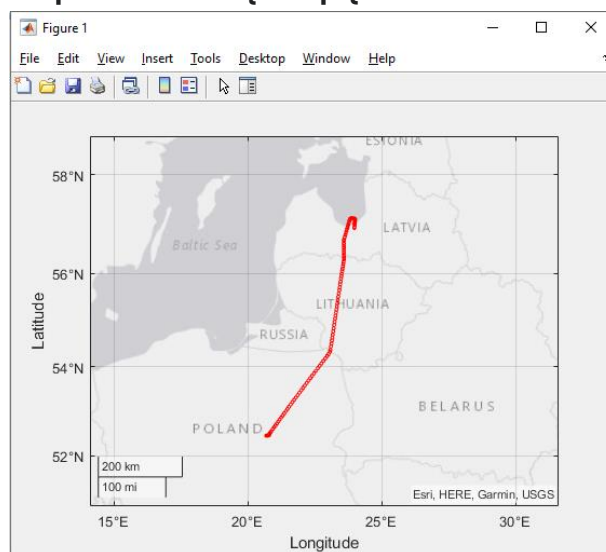 Figure 1
File Edit View Insert Tools Desktop Window Help
ESTONIA
58°N
LATVIA
Baltic Sea
56°N
LITHUANIA
Latitude
RUSSIA
54°N
BELARUS
POLAND
52°N
200 km
100 mi
Esri, HERE, Garmin, USGS
15°E 20°E 25°E 30°E
Longitude